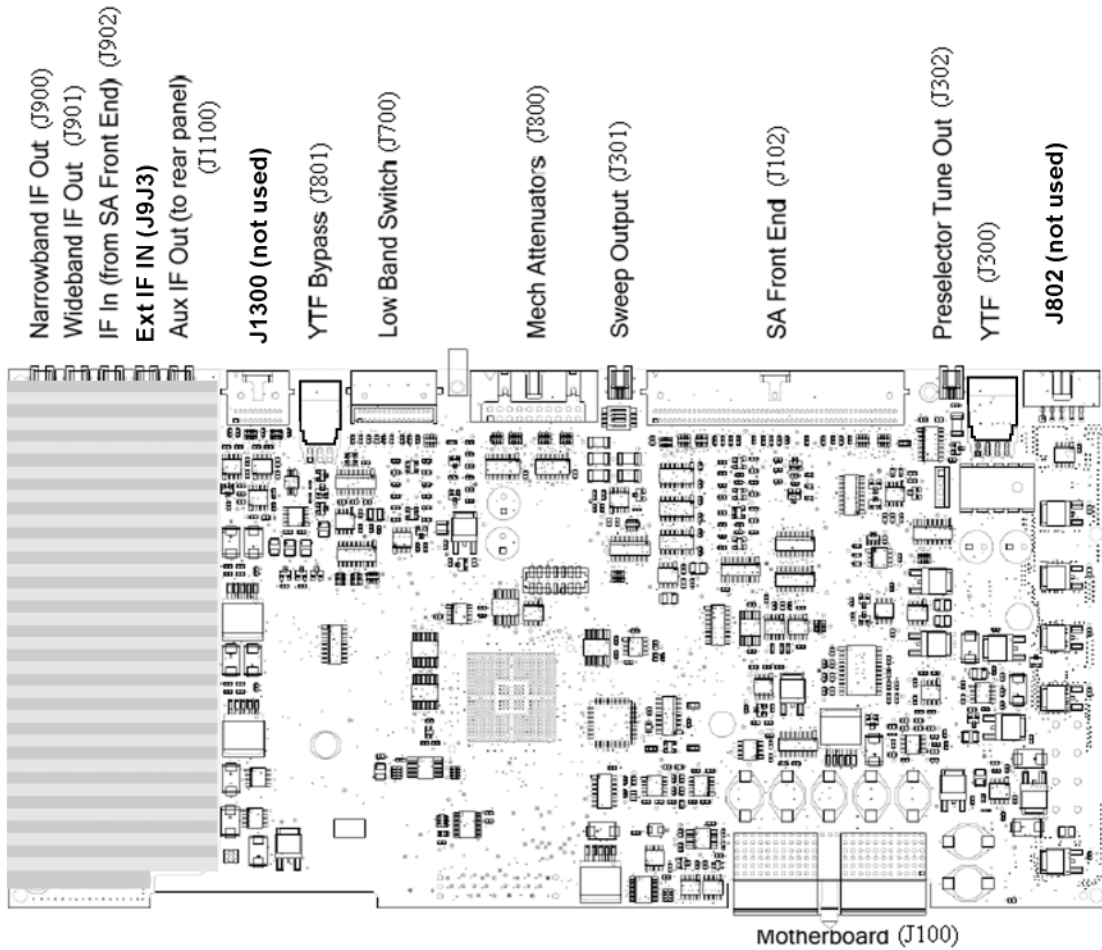 Narrowband IF Out (J900)
Wideband IF Out (J901)
IF In (from SA Front End) (J902)
Ext IF IN (J9J3)
Aux IF Out (to rear panel)
(J1100)
J1300 (not used)
YTF Bypass (J801)
Low Band Switch (J700)
Mech Attenuators (J800)
Sweep Output (J301)
SA Front End (J102)
Preselector Tune Out (J302)
YTF (J300)
J802 (not used)
Motherboard (J100)